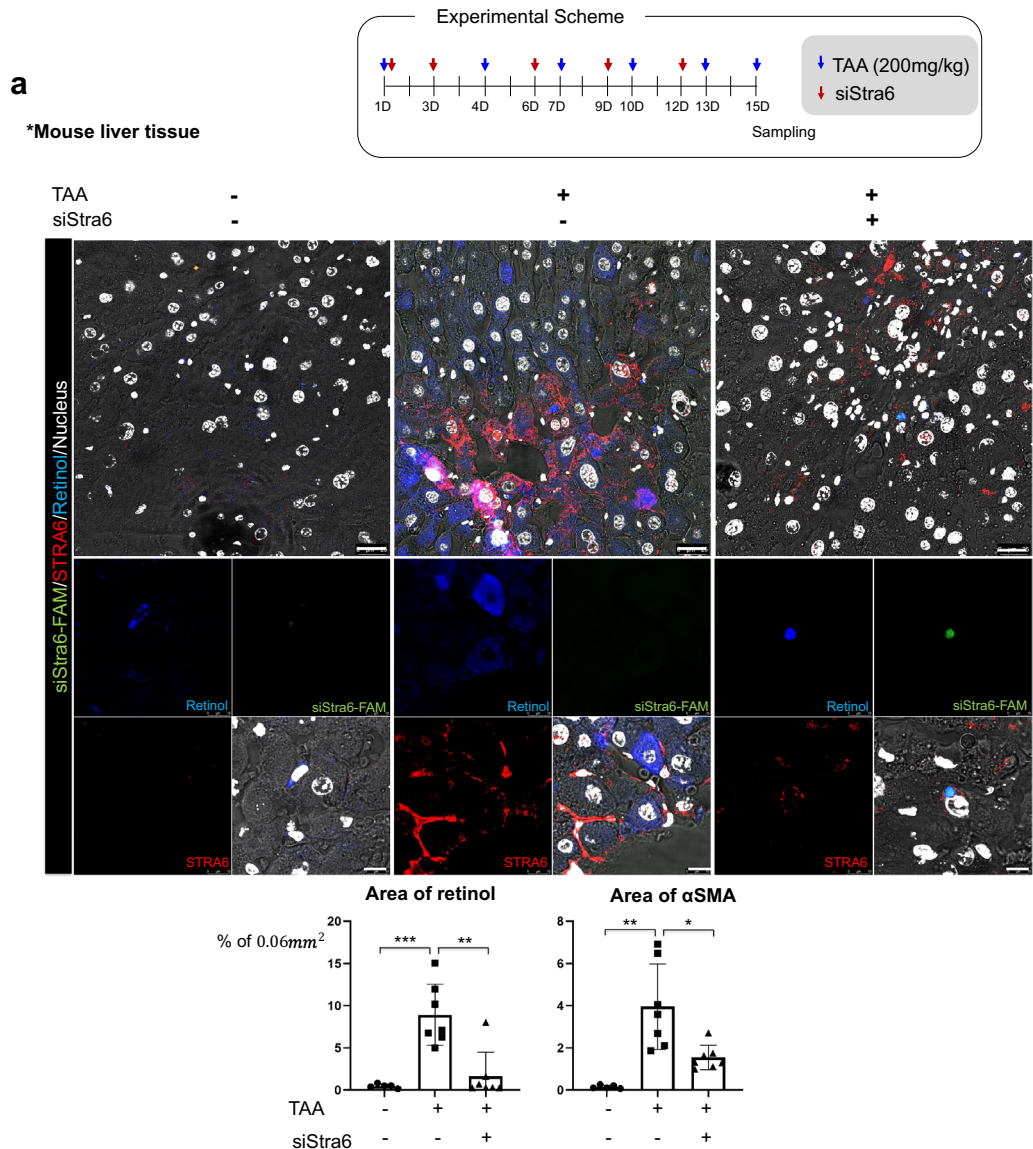 Experimental Scheme
a
1D 3D 4D 6D 7D 9D 10D 12D 13D 15D
Sampling
TAA (200mg/kg)
siStra6
*Mouse liver tissue
TAA - + +
siStra6 - - +
siStra6-FAM/STRA6/Retinol/Nucleus
Retinol siStra6-FAM Retinol siStra6-FAM Retinol siStra6-FAM
STRA6 STRA6 STRA6
Area of retinol
% of 0.06mm²
20
15
10
5
0
*** **
Area of αSMA
8
6
4
2
0
** *
TAA - + + - + +
siStra6 - - + - - +